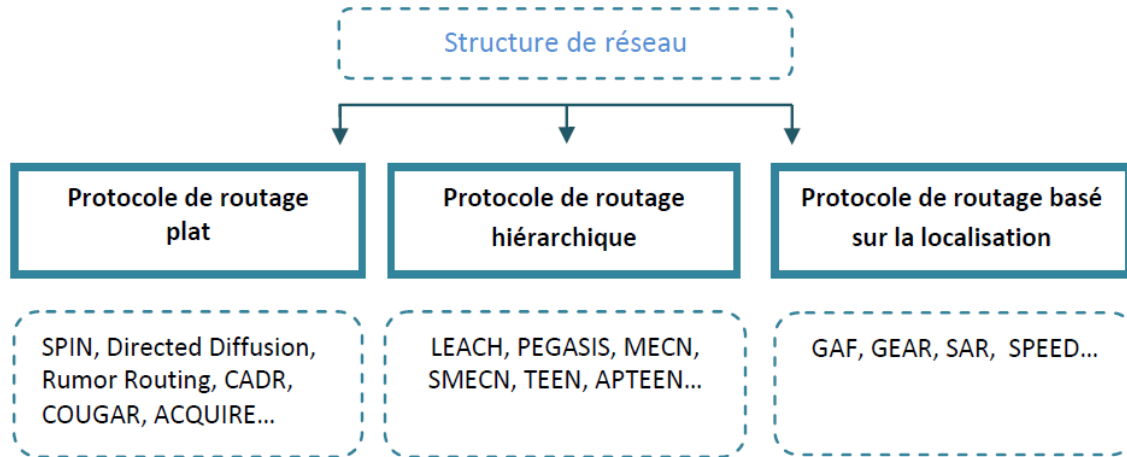 Structure de réseau
Protocole de routage
plat
Protocole de routage
hiérarchique
Protocole de routage basé
sur la localisation
SPIN, Directed Diffusion,
Rumor Routing, CADR,
COUGAR, ACQUIRE…
LEACH, PEGASIS, MECN,
SMECN, TEEN, APTEEN…
GAF, GEAR, SAR, SPEED…